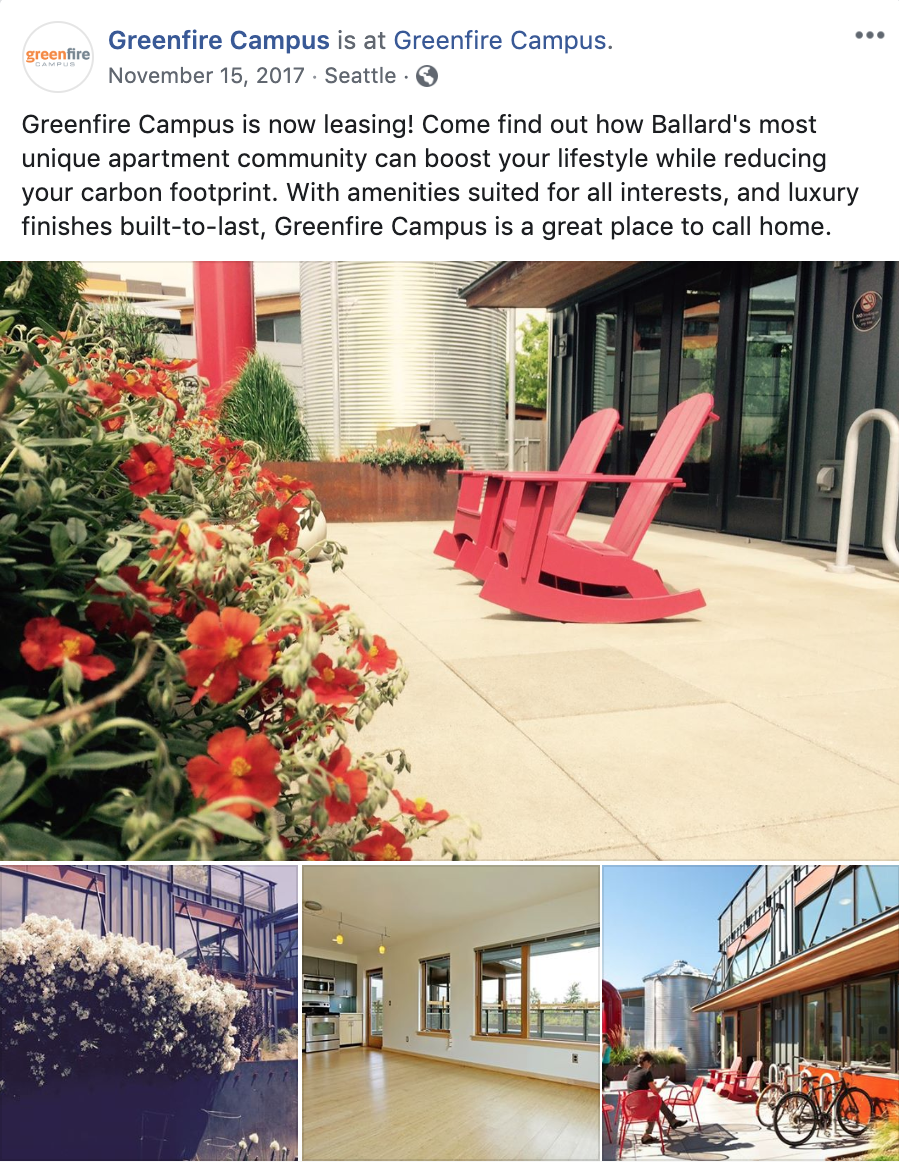 greenfire
CAMPUS
Greenfire Campus is at Greenfire Campus.
November 15, 2017 · Seattle ·
Greenfire Campus is now leasing! Come find out how Ballard's most
unique apartment community can boost your lifestyle while reducing
your carbon footprint. With amenities suited for all interests, and luxury
finishes built-to-last, Greenfire Campus is a great place to call home.